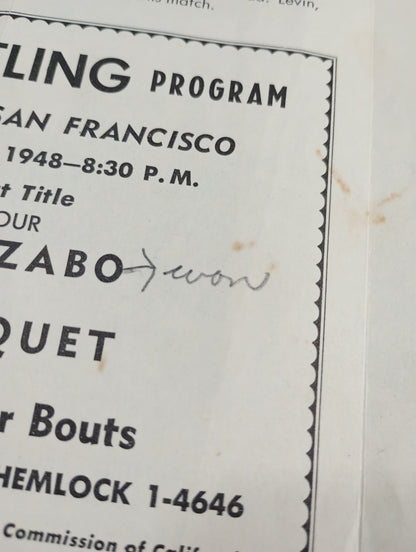 Levin,
match.
TLING PROGRAM
SAN FRANCISCO
1948—8:30 P. M.
Title
OUR
ZABO → won
QUET
r Bouts
HEMLOCK 1-4646
Commission of